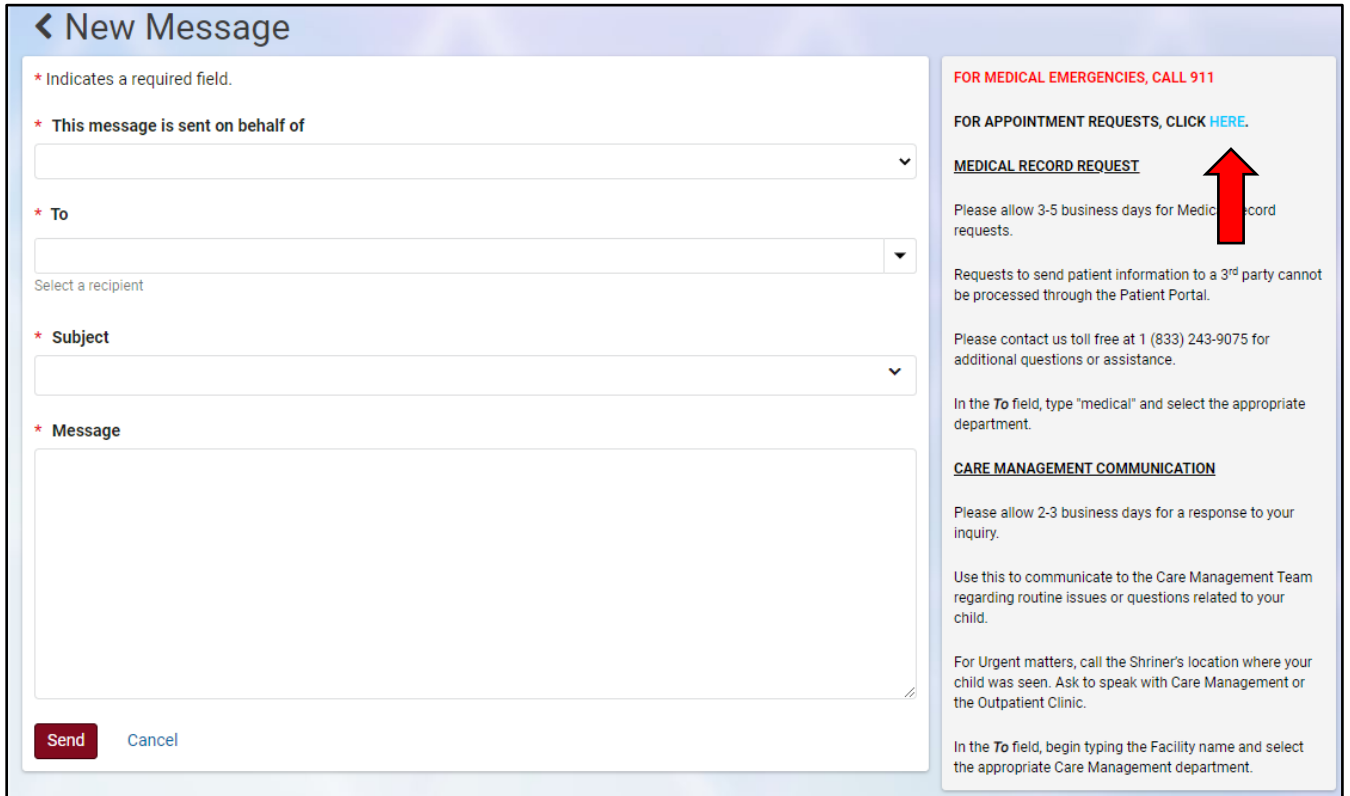 New Message
* Indicates a required field.
* This message is sent on behalf of
* To
Select a recipient
* Subject
* Message
Send Cancel
FOR MEDICAL EMERGENCIES, CALL 911
FOR APPOINTMENT REQUESTS, CLICK HERE.
MEDICAL RECORD REQUEST
Please allow 3-5 business days for Medic ecord
requests.
Requests to send patient information to a 3rd party cannot
be processed through the Patient Portal.
Please contact us toll free at 1 (833) 243-9075 for
additional questions or assistance.
In the To field, type "medical" and select the appropriate
department.
CARE MANAGEMENT COMMUNICATION
Please allow 2-3 business days for a response to your
inquiry.
Use this to communicate to the Care Management Team
regarding routine issues or questions related to your
child.
For Urgent matters, call the Shriner's location where your
child was seen. Ask to speak with Care Management or
the Outpatient Clinic.
In the To field, begin typing the Facility name and select
the appropriate Care Management department.